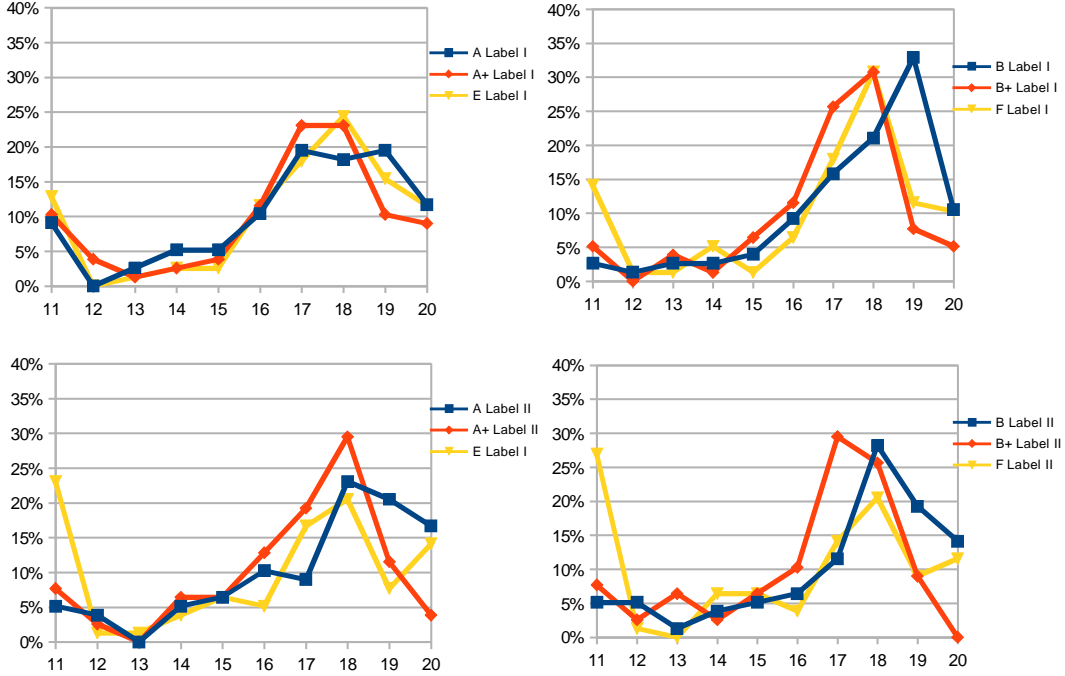 40%
35%
30%
25%
20%
15%
10%
5%
0%
11 12 13 14 15 16 17 18 19 20
A Label I
A+ Label I
E Label I
40%
35%
30%
25%
20%
15%
10%
5%
0%
11 12 13 14 15 16 17 18 19 20
B Label I
B+ Label I
F Label I
40%
35%
30%
25%
20%
15%
10%
5%
0%
11 12 13 14 15 16 17 18 19 20
A Label II
A+ Label II
E Label I
40%
35%
30%
25%
20%
15%
10%
5%
0%
11 12 13 14 15 16 17 18 19 20
B Label II
B+ Label II
F Label II